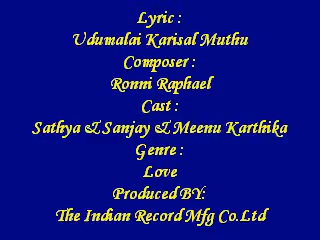 Lyric :
Udumalai Karisal Muthu
Composer :
Ronni Raphael
Cast :
Sathya & Sanjay & Meenu Karthika
Genre :
Love
Produced BY:
The Indian Record Mfg Co.Ltd